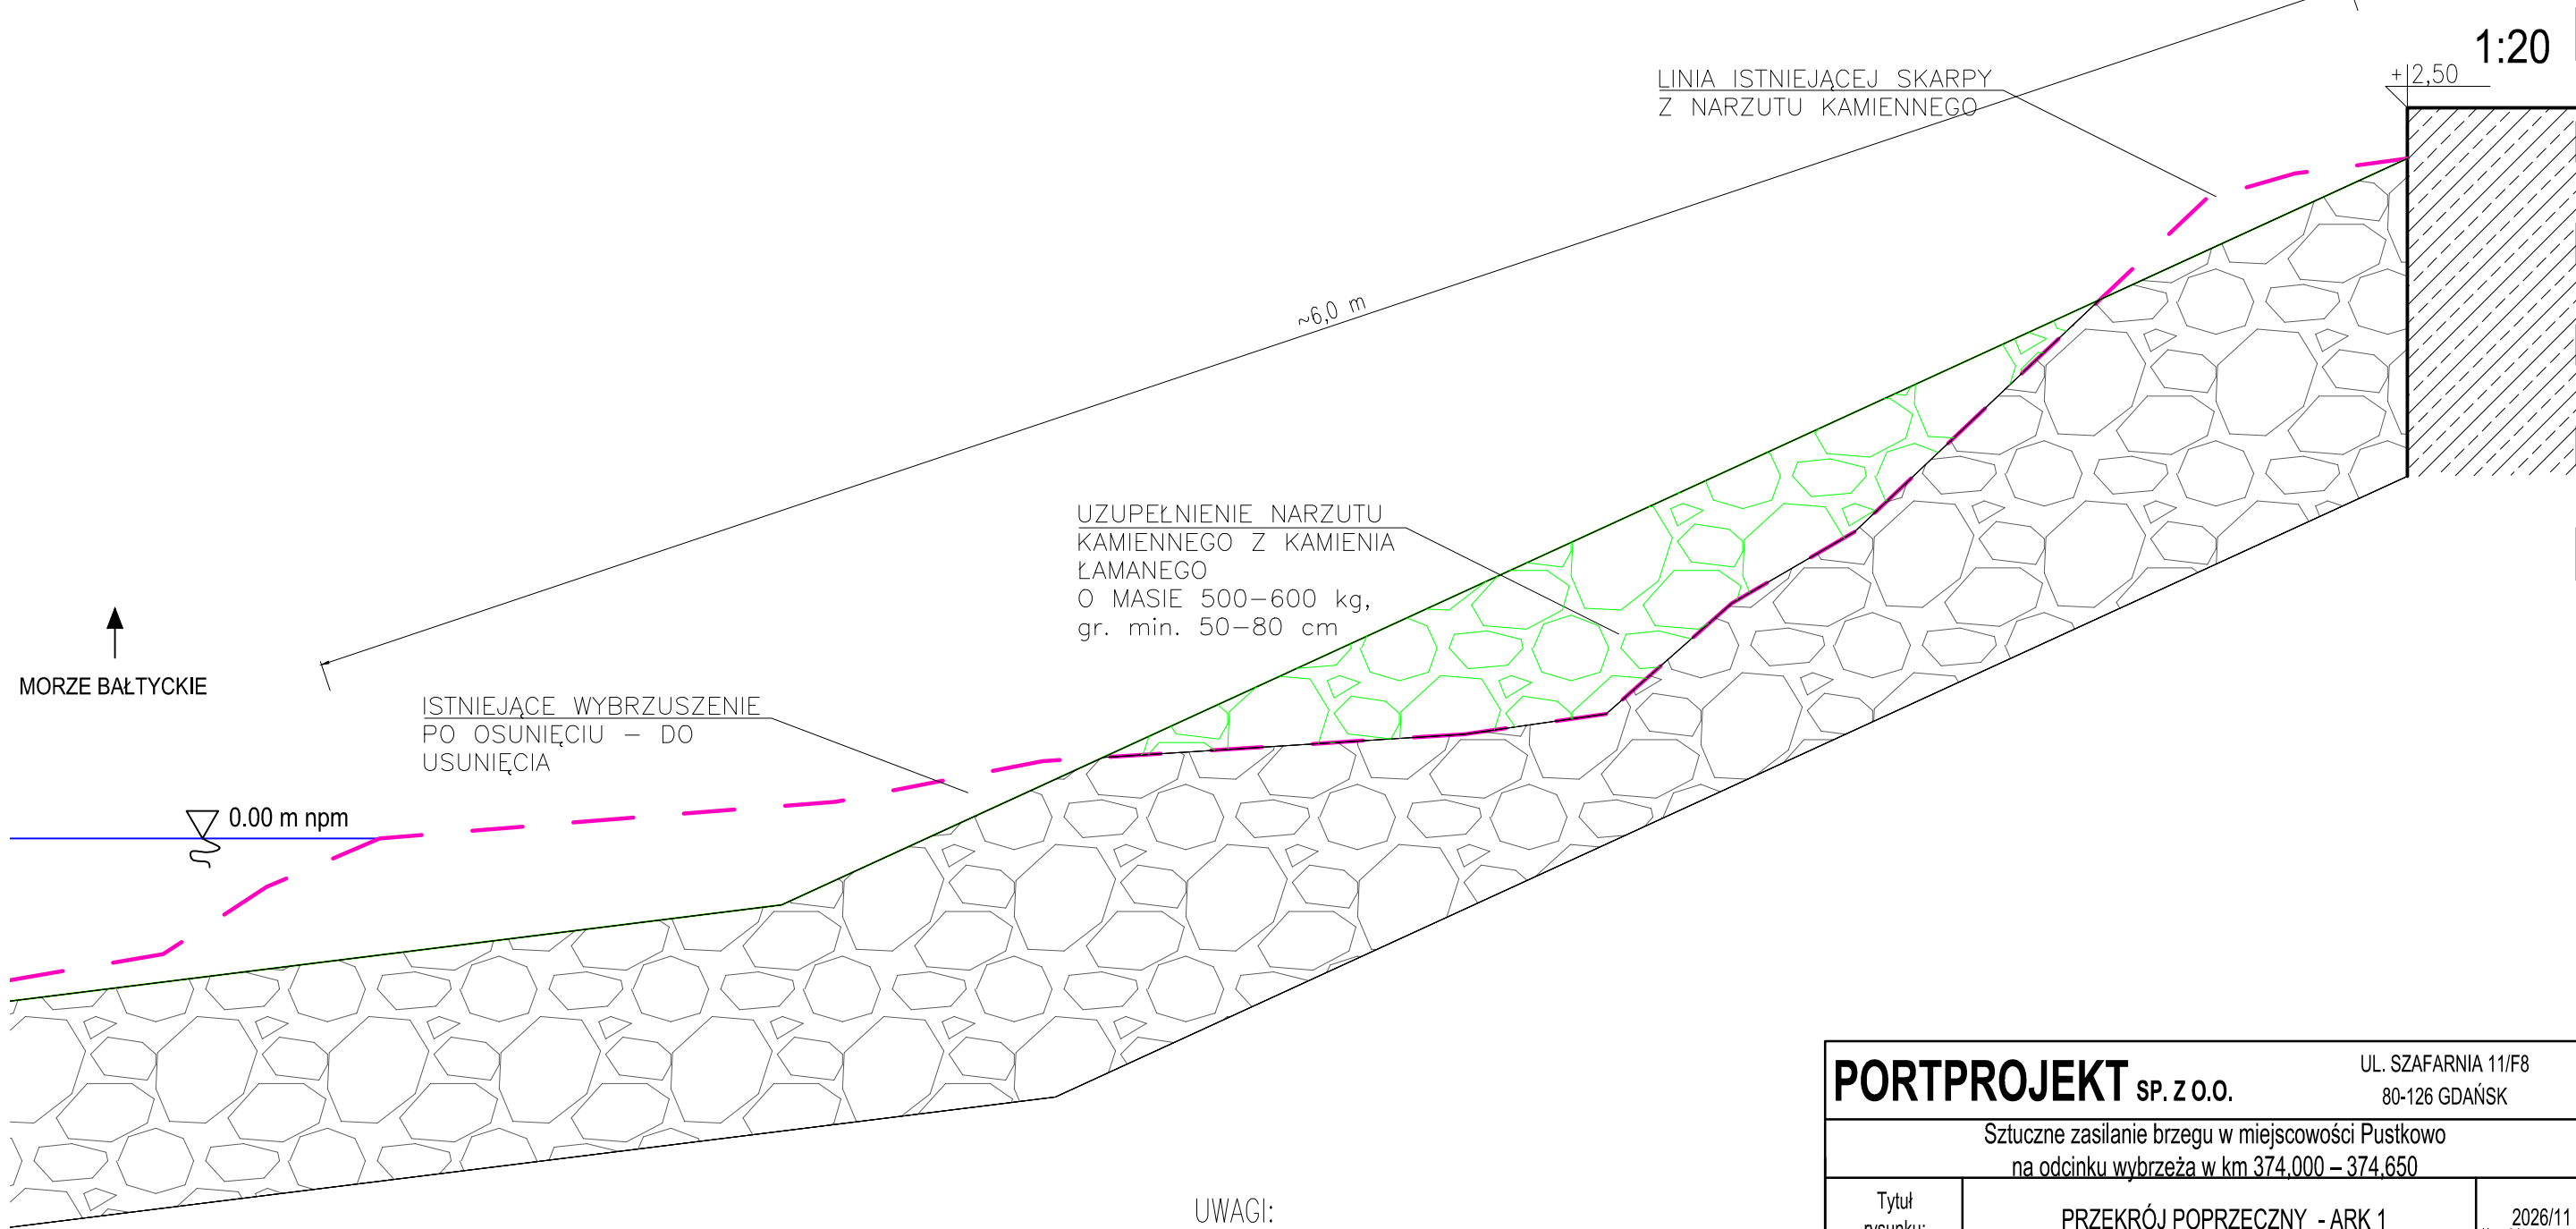 1:20
+2,50
LINIA ISTNIEJĄCEJ SKARPY
Z NARZUTU KAMIENNEGO
~6,0 m
UZUPEŁNIENIE NARZUTU
KAMIENNEGO Z KAMIENIA
ŁAMANEGO
O MASIE 500-600 kg,
gr. min. 50-80 cm
MORZE BAŁTYCKIE
ISTNIEJĄCE WYBRZUSZENIE
PO OSUNIĘCIU - DO
USUNIĘCIA
0.00 m npm
UWAGI:
PORTPROJEKT SP. Z O.O.
UL. SZAFARNIA 11/F8
80-126 GDAŃSK
Sztuczne zasilanie brzegu w miejscowości Pustkowo
na odcinku wybrzeża w km 374,000 – 374,650
Tytuł
rysunku:
PRZEKRÓJ POPRZECZNY - ARK 1
2026/11